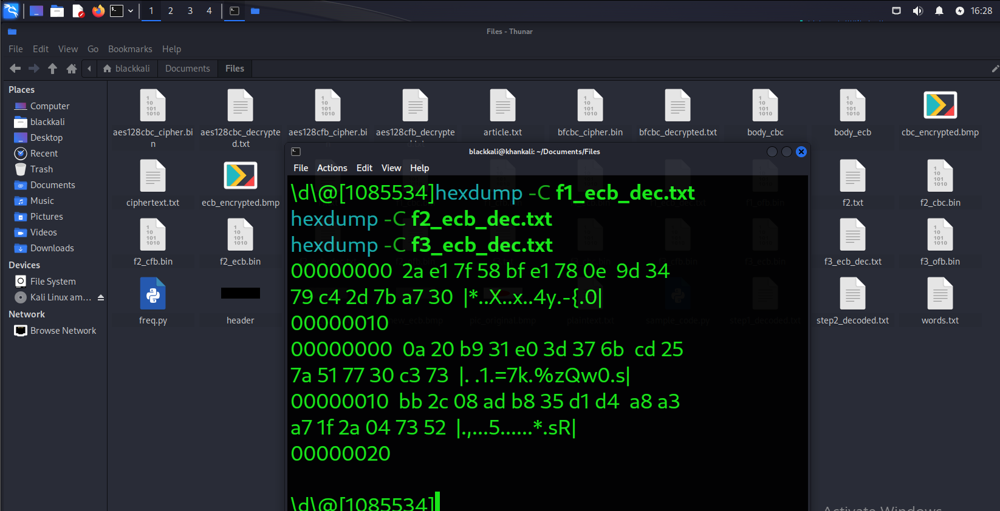 1 2 3 4 16:28
Files - Thunar
File Edit View Go Bookmarks Help
blackkali Documents Files
Places
Computer
blackkali
Desktop
Recent
Trash
Documents
Music
Pictures
Videos
Downloads
Devices
File System
Kali Linux am...
Network
Browse Network
aes128cbc_cipher.bi
n
aes128cbc_decrypte
d.txt
aes128cfb_cipher.bi
aes128cfb_decrypte
article.txt
bfcbc_cipher.bin
bfcbc_decrypted.txt
body_cbc
body_ecb
cbc_encrypted.bmp
ciphertext.txt
ecb_encrypted.bmp
f2.txt
f2_cbc.bin
f2_cfb.bin
f2_ecb.bin
f3_ecb_dec.txt
f3_ofb.bin
freq.py
header
step2_decoded.txt
words.txt
blackkali@khankali: ~/Documents/Files
File Actions Edit View Help
\d\@[1085534]hexdump -C f1_ecb_dec.txt
hexdump -C f2_ecb_dec.txt
hexdump -C f3_ecb_dec.txt
00000000  2a e1 7f 58 bf e1 78 0e  9d 34
79 c4 2d 7b a7 30  |*..X..x..4y.-{.0|
00000010
00000000  0a 20 b9 31 e0 3d 37 6b  cd 25
7a 51 77 30 c3 73  |. .1.=7k.%zQw0.s|
00000010  bb 2c 08 ad b8 35 d1 d4  a8 a3
a7 1f 2a 04 73 52  |.,...5......*.sR|
00000020
\d\@[1085534]
Activate Windows